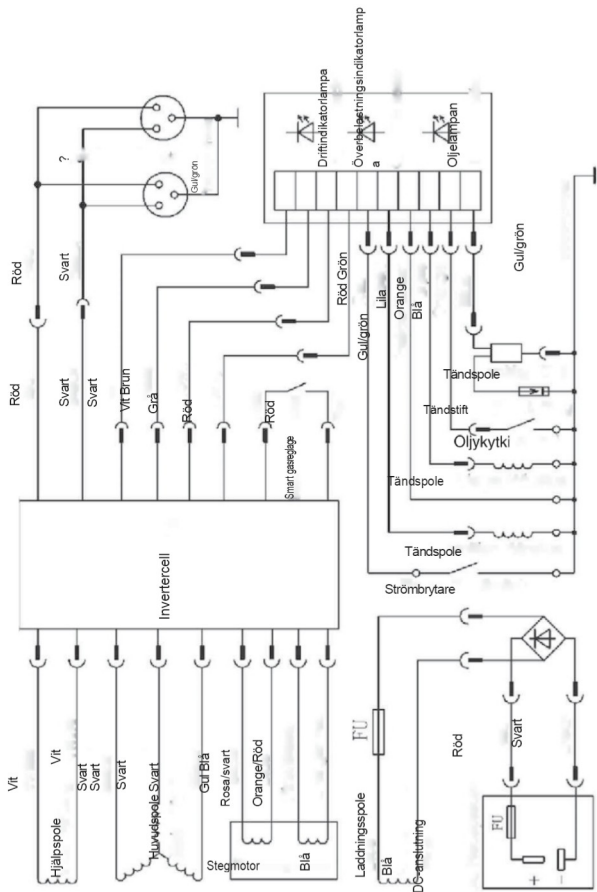 Driftindikatorlampa
Överbelastningsindikatorlamp
a
Oljelampan
?
Gul/grön
Röd
Svart
Röd Grön
Gul/grön
Lila
Orange
Blå
Gul/grön
Röd
Svart
Svart
Vit Brun
Grå
Röd
Röd
Smart gasreglage
Tändspole
Tändstift
Oljykytki
Tändspole
Tändspole
Strömbrytare
Invertercell
Vit
Vit
Hjälpspole
Svart
Svart
Svart
Huvudspole Svart
Gul Blå
Rosa/svart
Orange/Röd
Stegmotor
Blå
FU
Laddningsspole
Blå
DC-anslutning
Röd
Svart
FU
+
−